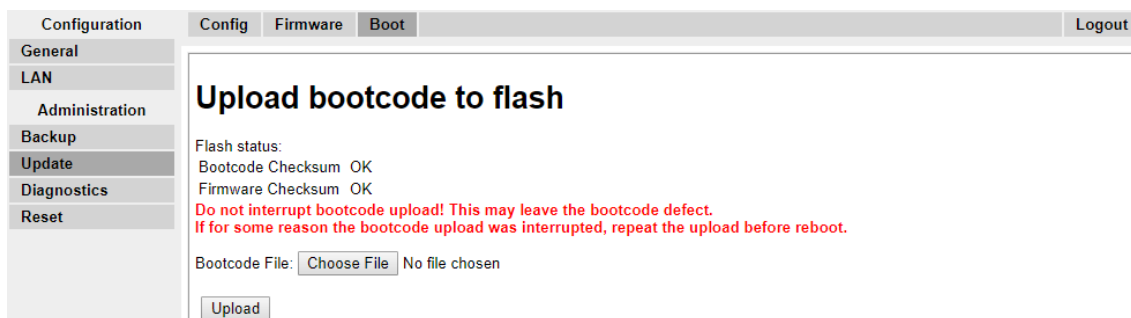 Configuration
Config Firmware Boot Logout
General
LAN
Administration
Backup
Update
Diagnostics
Reset
Upload bootcode to flash
Flash status:
Bootcode Checksum OK
Firmware Checksum OK
Do not interrupt bootcode upload! This may leave the bootcode defect.
If for some reason the bootcode upload was interrupted, repeat the upload before reboot.
Bootcode File: Choose File No file chosen
Upload